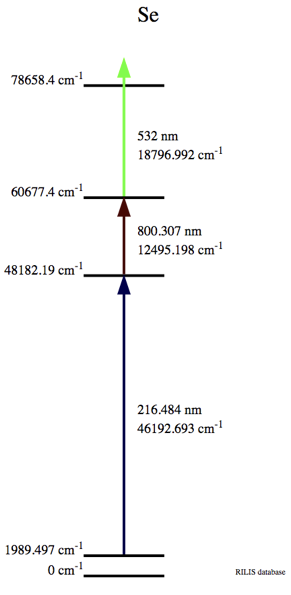 Se
78658.4 cm⁻¹
532 nm
18796.992 cm⁻¹
60677.4 cm⁻¹
800.307 nm
12495.198 cm⁻¹
48182.19 cm⁻¹
216.484 nm
46192.693 cm⁻¹
1989.497 cm⁻¹
0 cm⁻¹
RILIS database